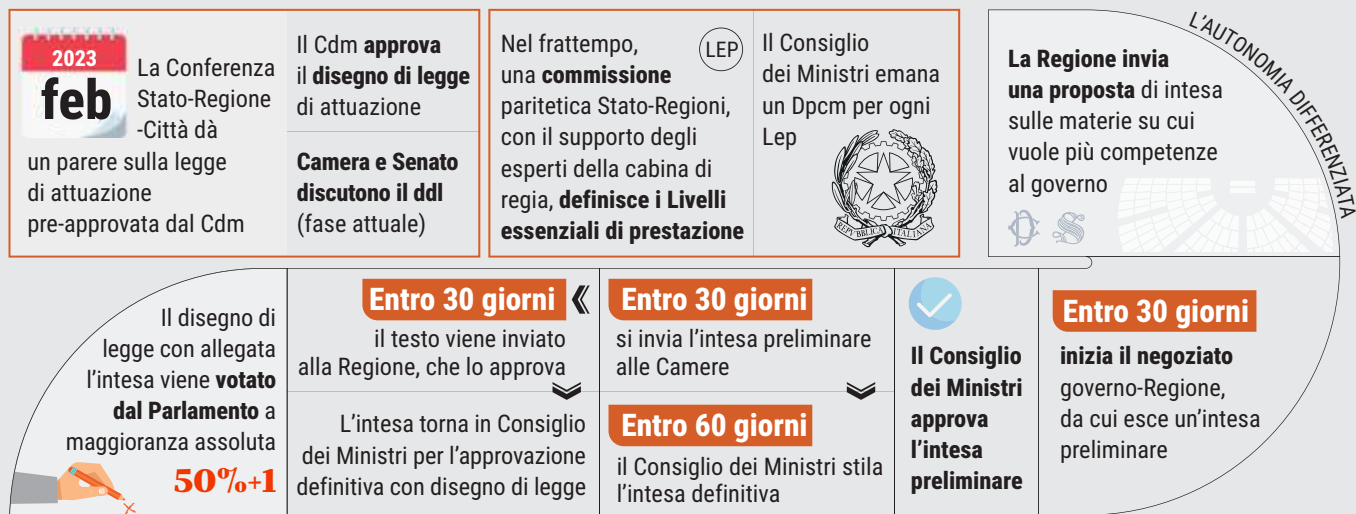 2023
feb
La Conferenza
Stato-Regione
-Città dà
un parere sulla legge
di attuazione
pre-approvata dal Cdm
Il Cdm approva
il disegno di legge
di attuazione
Camera e Senato
discutono il ddl
(fase attuale)
Nel frattempo,
una commissione
paritetica Stato-Regioni,
con il supporto degli
esperti della cabina di
regia, definisce i Livelli
essenziali di prestazione
LEP
Il Consiglio
dei Ministri emana
un Dpcm per ogni
Lep
REPVBBLICA ITALIANA
L'AUTONOMIA DIFFERENZIATA
La Regione invia
una proposta di intesa
sulle materie su cui
vuole più competenze
al governo
Entro 30 giorni
inizia il negoziato
governo-Regione,
da cui esce un'intesa
preliminare
Il Consiglio
dei Ministri
approva
l'intesa
preliminare
Entro 30 giorni
si invia l'intesa preliminare
alle Camere
Entro 60 giorni
il Consiglio dei Ministri stila
l'intesa definitiva
Entro 30 giorni
il testo viene inviato
alla Regione, che lo approva
L'intesa torna in Consiglio
dei Ministri per l'approvazione
definitiva con disegno di legge
Il disegno di
legge con allegata
l'intesa viene votato
dal Parlamento a
maggioranza assoluta
50%+1